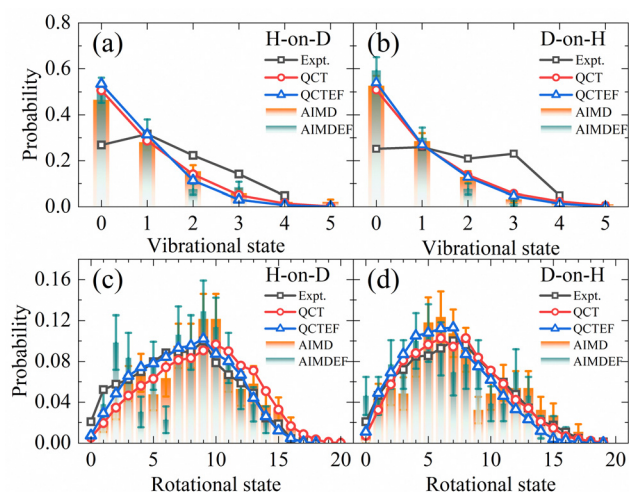 (a) H-on-D
Expt.
QCT
QCTEF
AIMD
AIMDEF
(b) D-on-H
Expt.
QCT
QCTEF
AIMD
AIMDEF
Probability
0.8
0.6
0.4
0.2
0.0
0 1 2 3 4 5
0 1 2 3 4 5
Vibrational state
Vibrational state
(c) H-on-D
Expt.
QCT
QCTEF
AIMD
AIMDEF
(d) D-on-H
Expt.
QCT
QCTEF
AIMD
AIMDEF
Probability
0.16
0.12
0.08
0.04
0.00
0 5 10 15 20
0 5 10 15 20
Rotational state
Rotational state